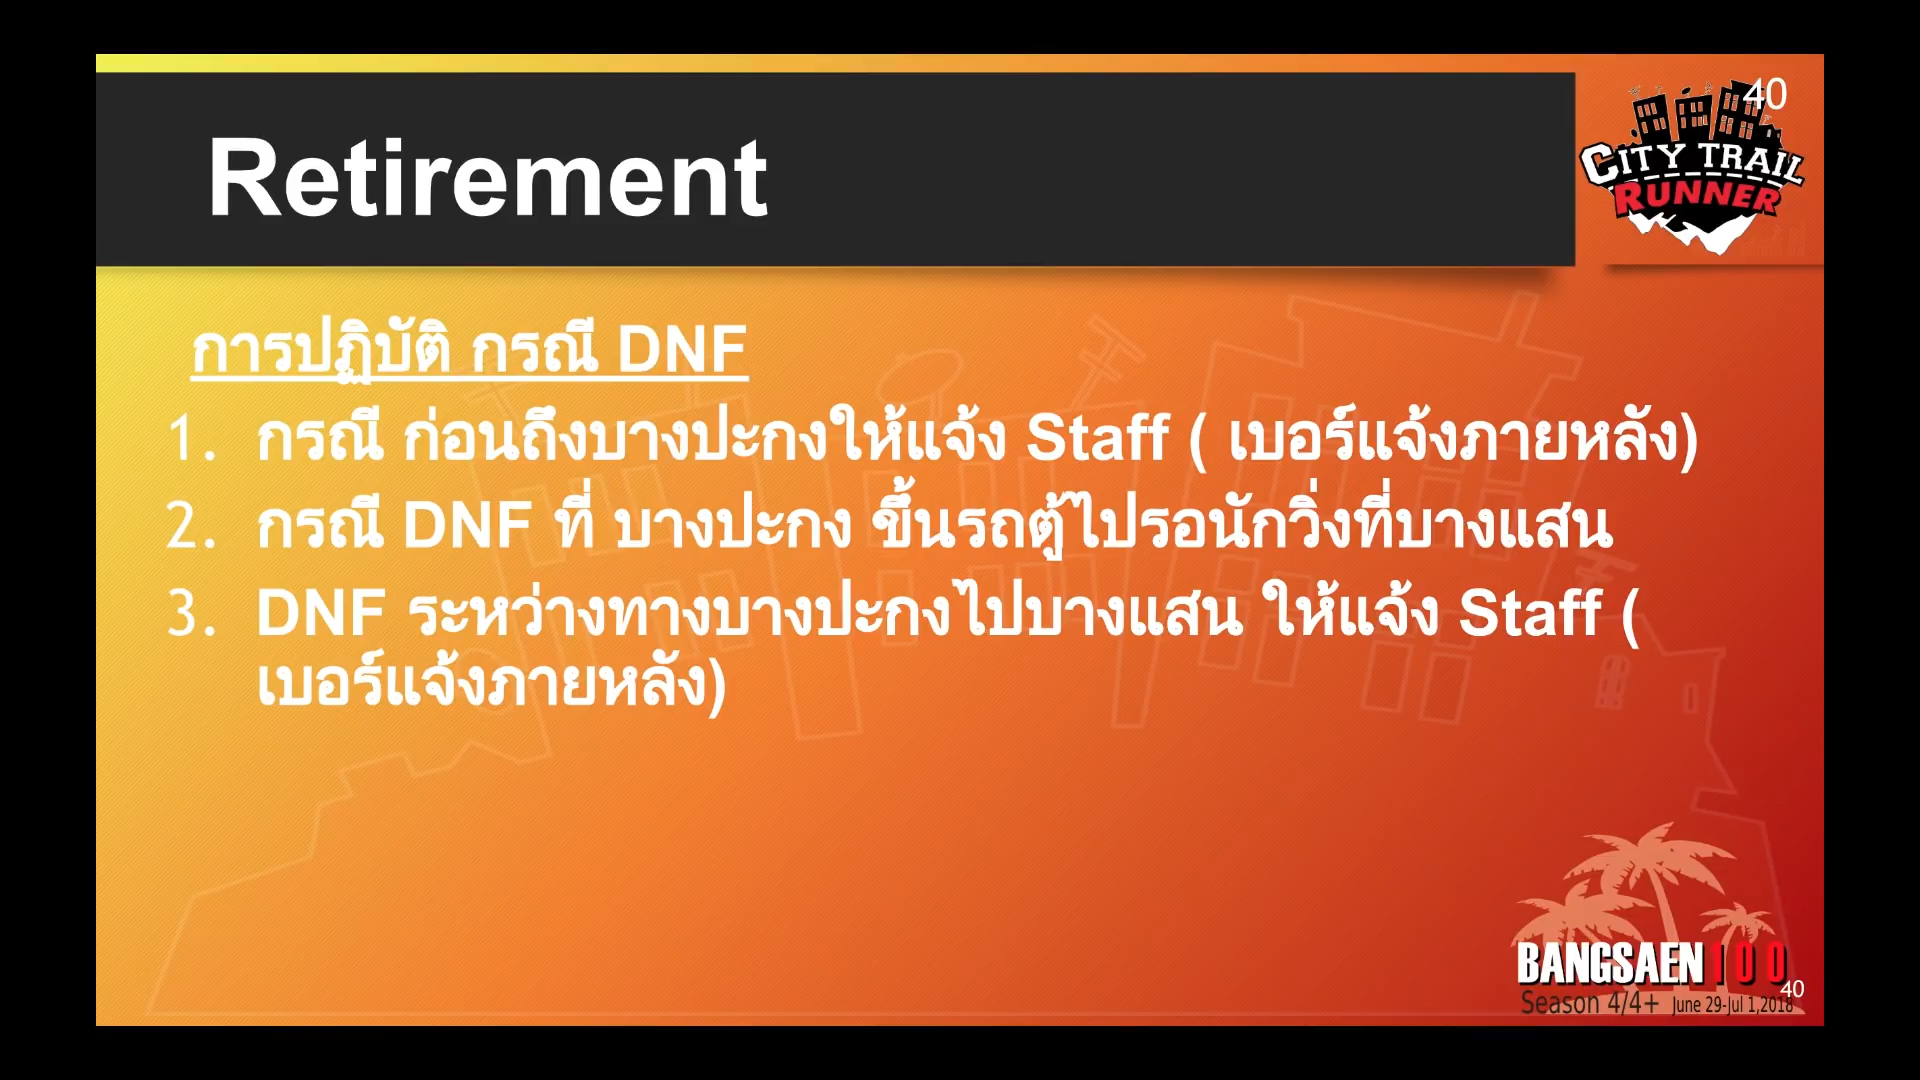 40
CITY TRAIL
RUNNER
Retirement
การปฏิบัติ กรณี DNF
1. กรณี ก่อนถึงบางปะกงให้แจ้ง Staff ( เบอร์แจ้งภายหลัง)
2. กรณี DNF ที่ บางปะกง ขึ้นรถตู้ไปรอนักวิ่งที่บางแสน
3. DNF ระหว่างทางบางปะกงไปบางแสน ให้แจ้ง Staff (
เบอร์แจ้งภายหลัง)
BANGSAEN100
40
Season 4/4+ June 29-Jul 1,2018